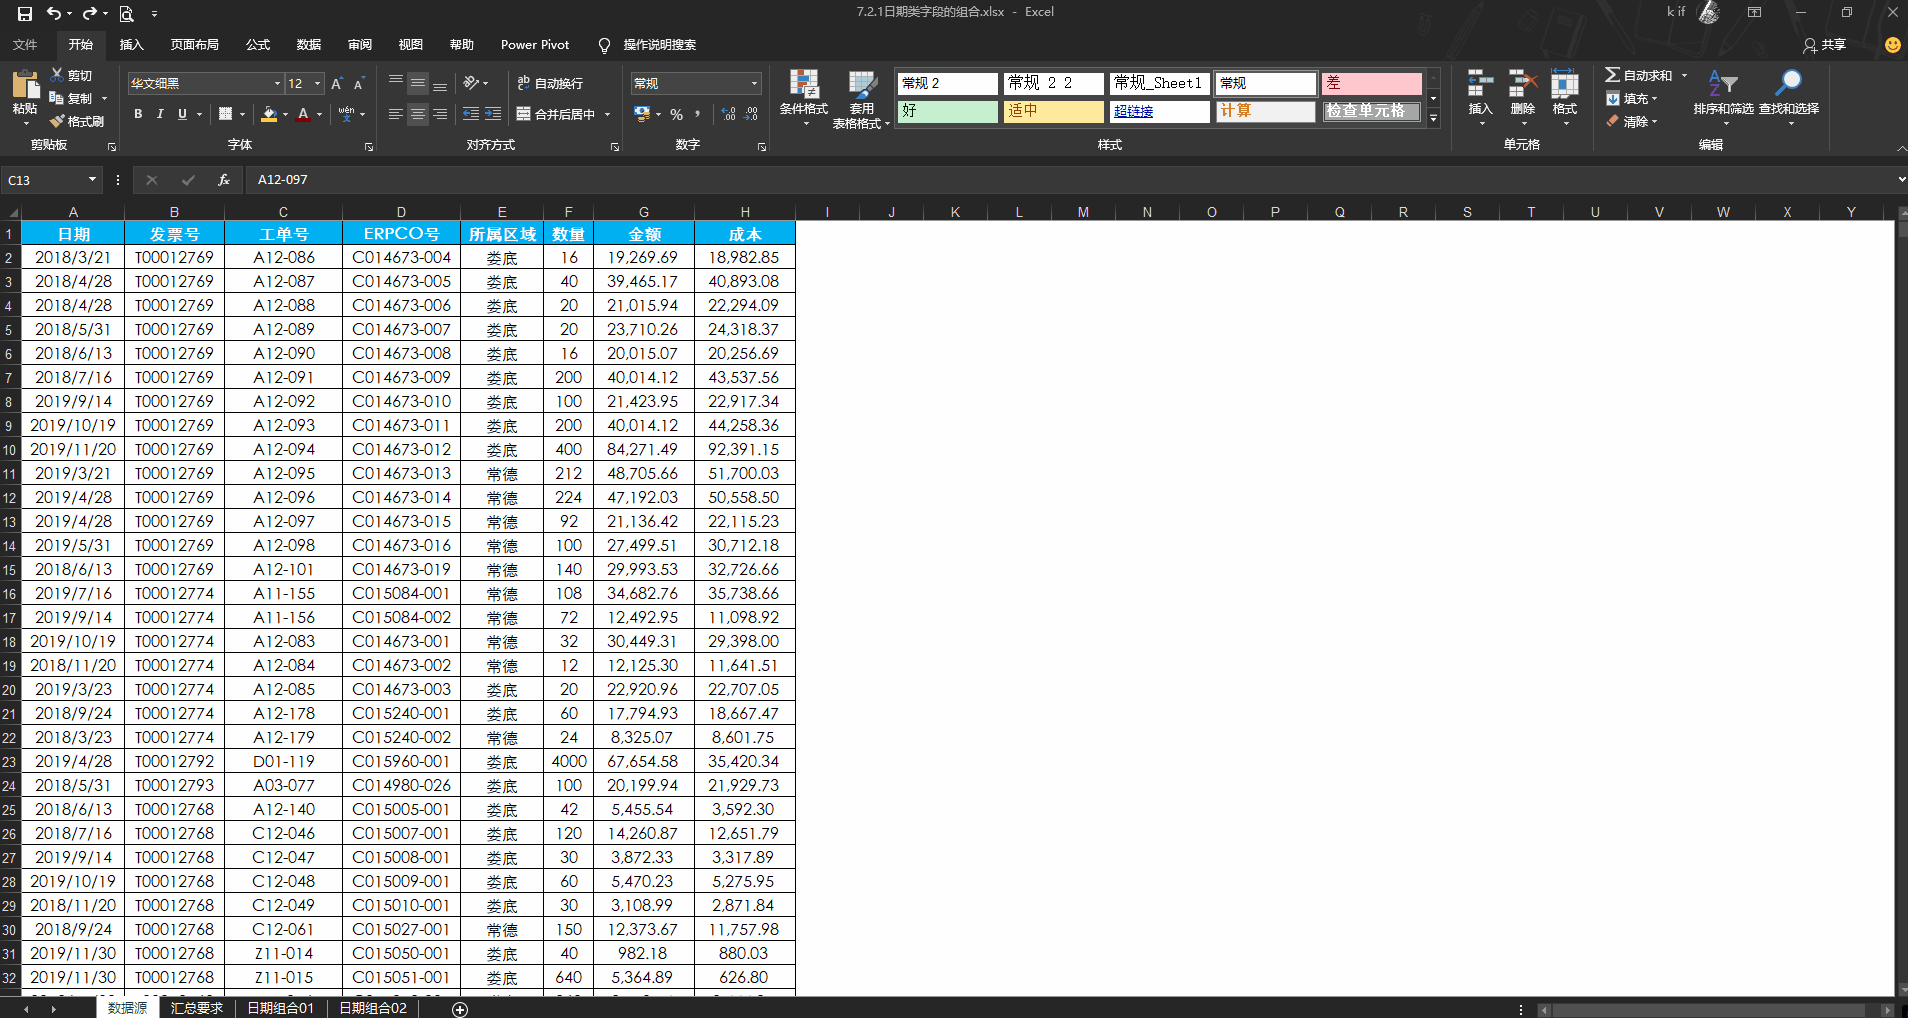 7.2.1日期类字段的组合.xlsx - Excel
k if
文件 开始 插入 页面布局 公式 数据 审阅 视图 帮助 Power Pivot 操作说明搜索 共享
粘贴 剪切 复制 格式刷 剪贴板
华文细黑 12 A A B I U A wén 文 字体
ab 自动换行 合并后居中 对齐方式
常规 % , 数字
条件格式 套用 表格格式
常规 2 常规 2 2 常规_Sheet1 常规 差
好 适中 超链接 计算 检查单元格
样式
插入 删除 格式 单元格
自动求和 填充 清除 排序和筛选 查找和选择 编辑
C13 fx A12-097
A B C D E F G H I J K L M N O P Q R S T U V W X Y
1 日期 发票号 工单号 ERPCO号 所属区域 数量 金额 成本
2 2018/3/21 T00012769 A12-086 C014673-004 娄底 16 19,269.69 18,982.85
3 2018/4/28 T00012769 A12-087 C014673-005 娄底 40 39,465.17 40,893.08
4 2018/4/28 T00012769 A12-088 C014673-006 娄底 20 21,015.94 22,294.09
5 2018/5/31 T00012769 A12-089 C014673-007 娄底 20 23,710.26 24,318.37
6 2018/6/13 T00012769 A12-090 C014673-008 娄底 16 20,015.07 20,256.69
7 2018/7/16 T00012769 A12-091 C014673-009 娄底 200 40,014.12 43,537.56
8 2019/9/14 T00012769 A12-092 C014673-010 娄底 100 21,423.95 22,917.34
9 2019/10/19 T00012769 A12-093 C014673-011 娄底 200 40,014.12 44,258.36
10 2019/11/20 T00012769 A12-094 C014673-012 娄底 400 84,271.49 92,391.15
11 2019/3/21 T00012769 A12-095 C014673-013 常德 212 48,705.66 51,700.03
12 2019/4/28 T00012769 A12-096 C014673-014 常德 224 47,192.03 50,558.50
13 2019/4/28 T00012769 A12-097 C014673-015 常德 92 21,136.42 22,115.23
14 2019/5/31 T00012769 A12-098 C014673-016 常德 100 27,499.51 30,712.18
15 2018/6/13 T00012769 A12-101 C014673-019 常德 140 29,993.53 32,726.66
16 2019/7/16 T00012774 A11-155 C015084-001 常德 108 34,682.76 35,738.66
17 2019/9/14 T00012774 A11-156 C015084-002 常德 72 12,492.95 11,098.92
18 2019/10/19 T00012774 A12-083 C014673-001 常德 32 30,449.31 29,398.00
19 2018/11/20 T00012774 A12-084 C014673-002 常德 12 12,125.30 11,641.51
20 2019/3/23 T00012774 A12-085 C014673-003 娄底 20 22,920.96 22,707.05
21 2018/9/24 T00012774 A12-178 C015240-001 娄底 60 17,794.93 18,667.47
22 2018/3/23 T00012774 A12-179 C015240-002 常德 24 8,325.07 8,601.75
23 2019/4/28 T00012792 D01-119 C015960-001 娄底 4000 67,654.58 35,420.34
24 2018/5/31 T00012793 A03-077 C014980-026 娄底 100 20,199.94 21,929.73
25 2018/6/13 T00012768 A12-140 C015005-001 娄底 42 5,455.54 3,592.30
26 2018/7/16 T00012768 C12-046 C015007-001 娄底 120 14,260.87 12,651.79
27 2019/9/14 T00012768 C12-047 C015008-001 娄底 30 3,872.33 3,317.89
28 2019/10/19 T00012768 C12-048 C015009-001 娄底 60 5,470.23 5,275.95
29 2018/11/20 T00012768 C12-049 C015010-001 娄底 30 3,108.99 2,871.84
30 2018/9/24 T00012768 C12-061 C015027-001 常德 150 12,373.67 11,757.98
31 2019/11/30 T00012768 Z11-014 C015050-001 娄底 40 982.18 880.03
32 2019/11/30 T00012768 Z11-015 C015051-001 娄底 640 5,364.89 626.80
数据源 汇总要求 日期组合01 日期组合02